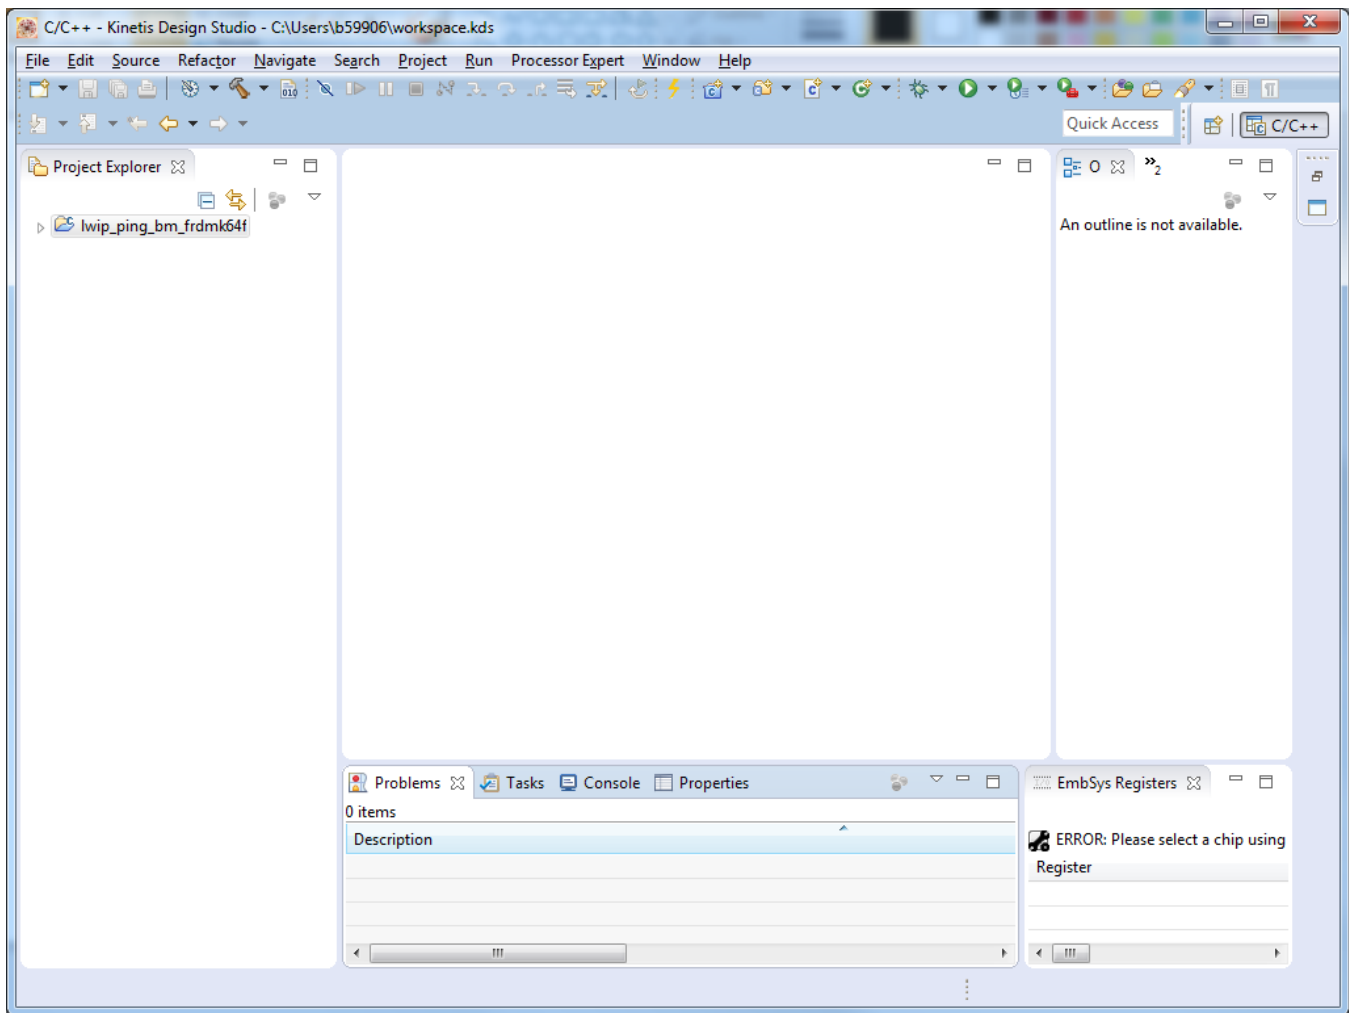 C/C++ - Kinetis Design Studio - C:\Users\b59906\workspace.kds
File Edit Source Refactor Navigate Search Project Run Processor Expert Window Help
Quick Access
C/C++
Project Explorer
O
»2
lwip_ping_bm_frdmk64f
An outline is not available.
Problems Tasks Console Properties
EmbSys Registers
0 items
Description
ERROR: Please select a chip using
Register